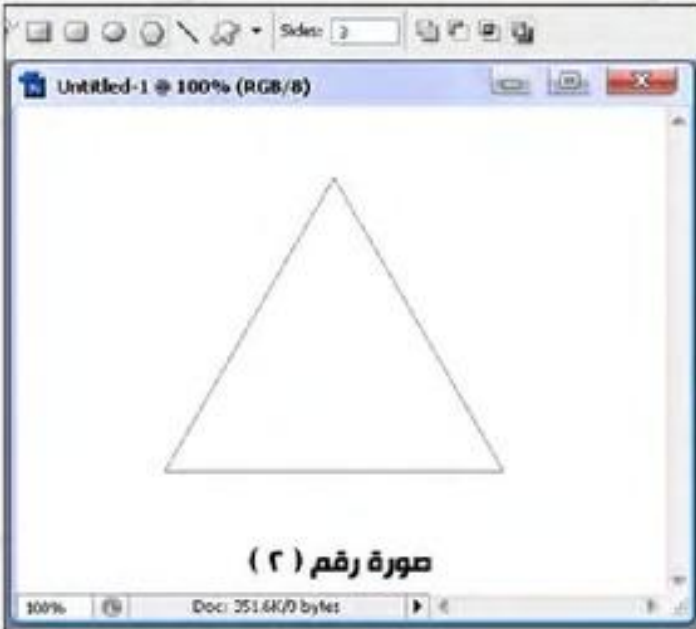 Sides: 3
Untitled-1 @ 100% (RGB/8)
صورة رقم ( ٢ )
100% Doc: 351.6K/0 bytes